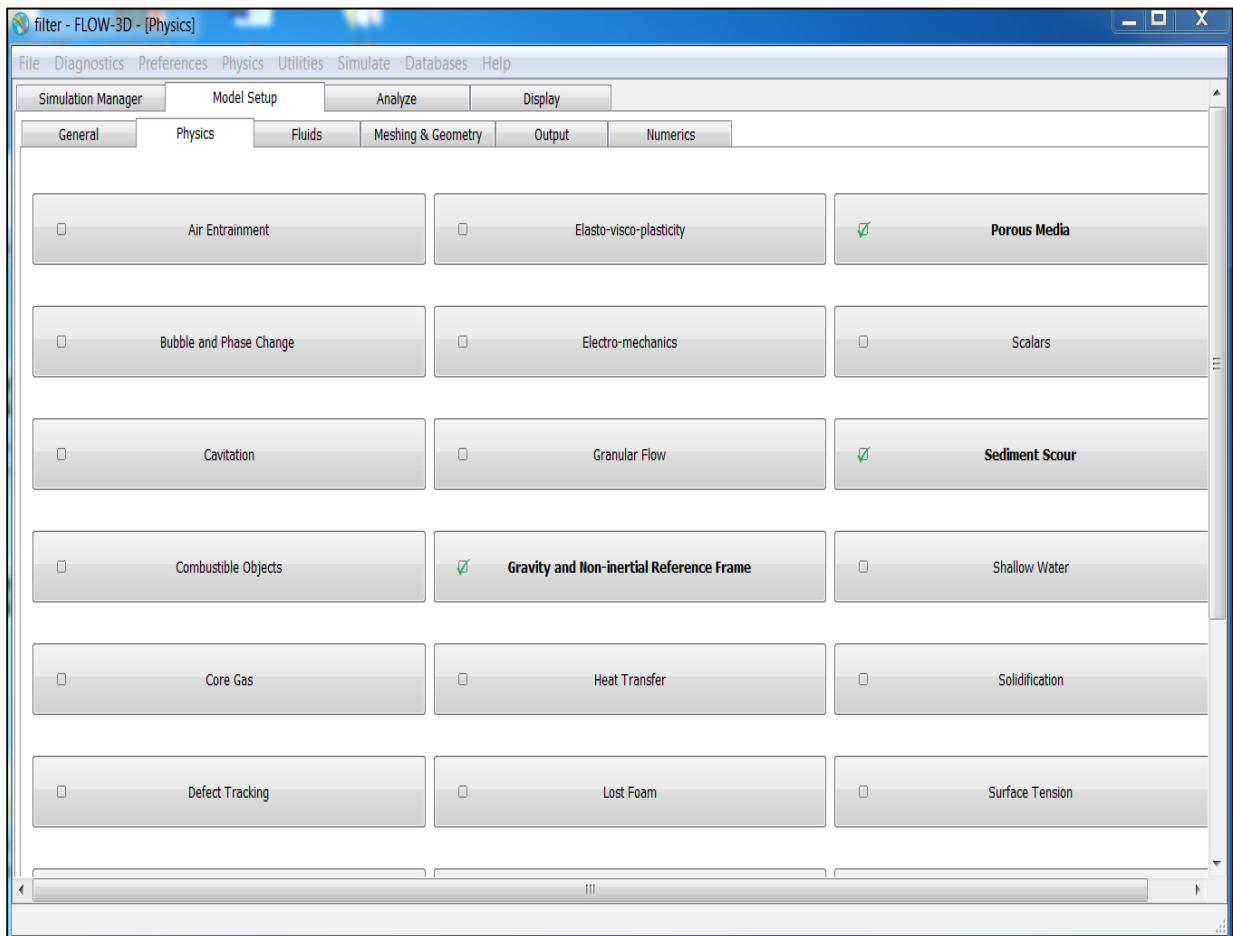 filter - FLOW-3D - [Physics]
File Diagnostics Preferences Physics Utilities Simulate Databases Help
Simulation Manager Model Setup Analyze Display
General Physics Fluids Meshing & Geometry Output Numerics
Air Entrainment Elasto-visco-plasticity Porous Media
Bubble and Phase Change Electro-mechanics Scalars
Cavitation Granular Flow Sediment Scour
Combustible Objects Gravity and Non-inertial Reference Frame Shallow Water
Core Gas Heat Transfer Solidification
Defect Tracking Lost Foam Surface Tension